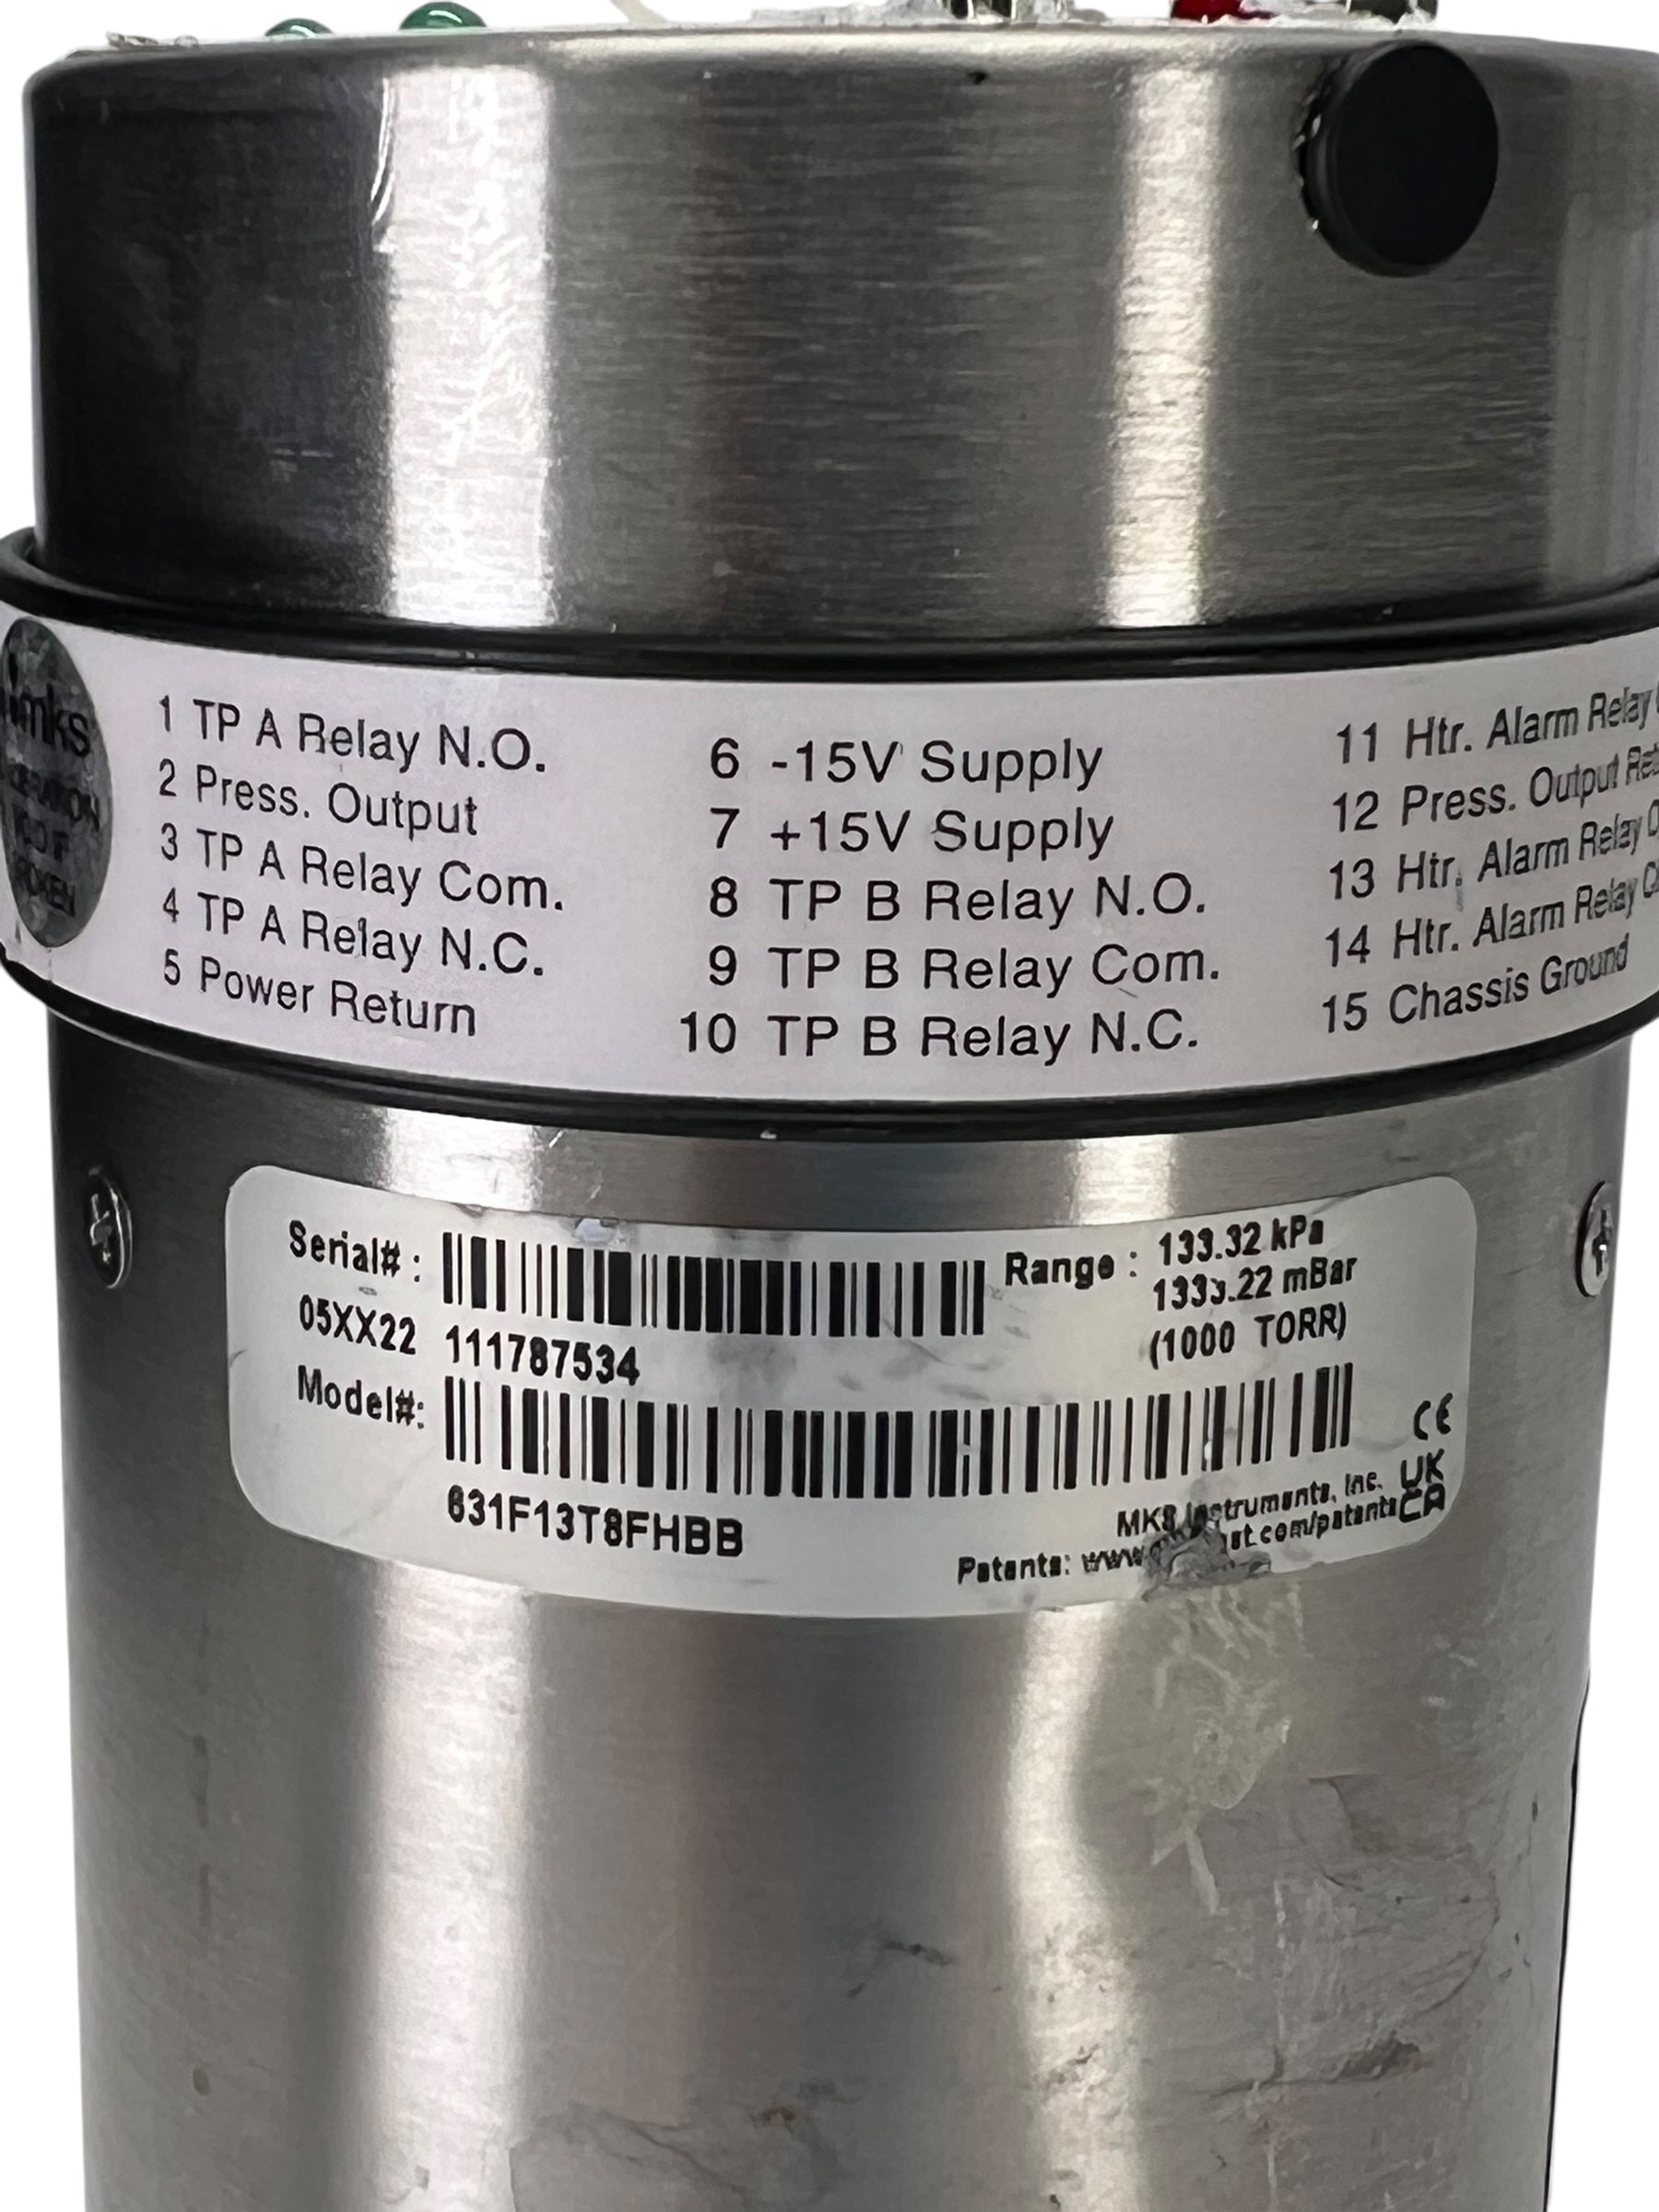 mks
1 TP A Relay N.O.
2 Press. Output
3 TP A Relay Com.
4 TP A Relay N.C.
5 Power Return
6 -15V Supply
7 +15V Supply
8 TP B Relay N.O.
9 TP B Relay Com.
10 TP B Relay N.C.
11 Htr. Alarm Relay
12 Press. Output
13 Htr. Alarm Relay
14 Htr. Alarm Relay
15 Chassis Ground
Serial# :
05XX22 111787534
Range : 133.32 kPa
1333.22 mBar
(1000 TORR)
Model#:
631F13T8FHBB
CE
UK
CA
MKS Instruments, Inc.
Patents: